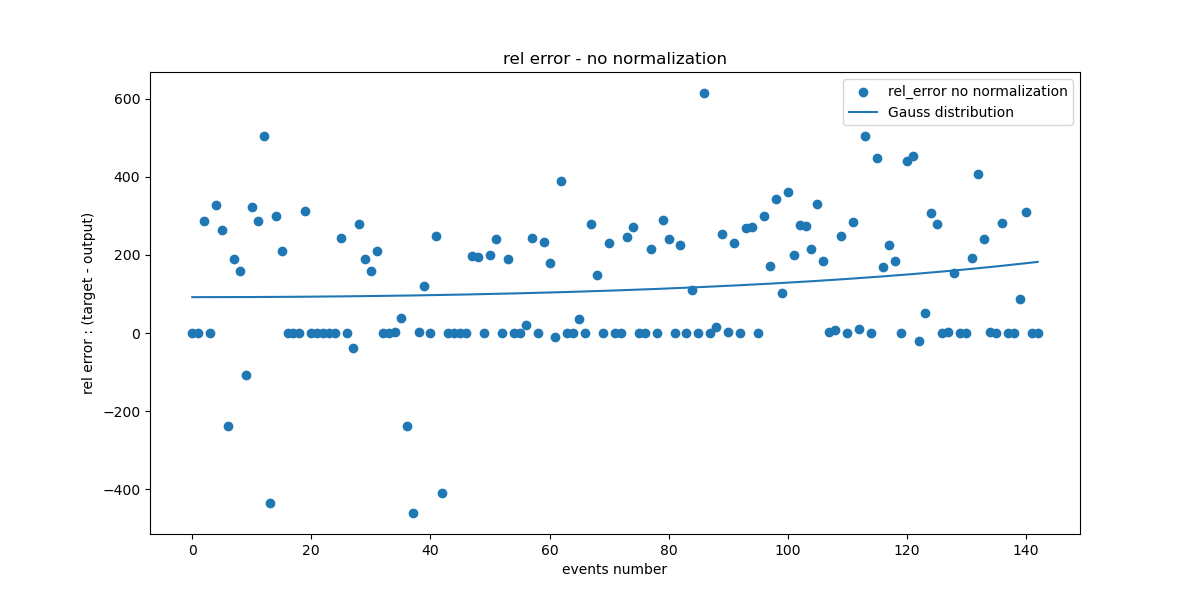 rel error - no normalization
rel_error no normalization
Gauss distribution
600
400
200
0
−200
−400
rel error : (target - output)
0 20 40 60 80 100 120 140
events number